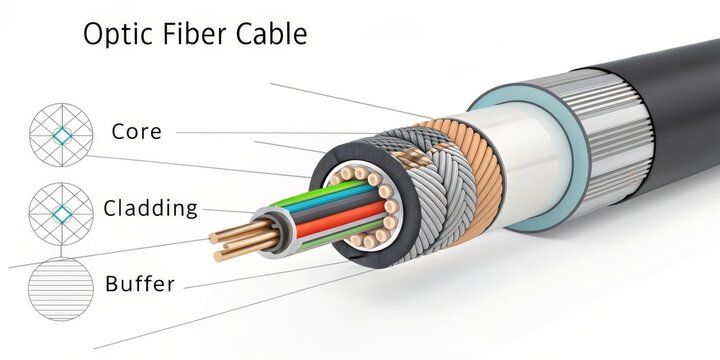 Optic Fiber Cable
Core
Cladding
Buffer